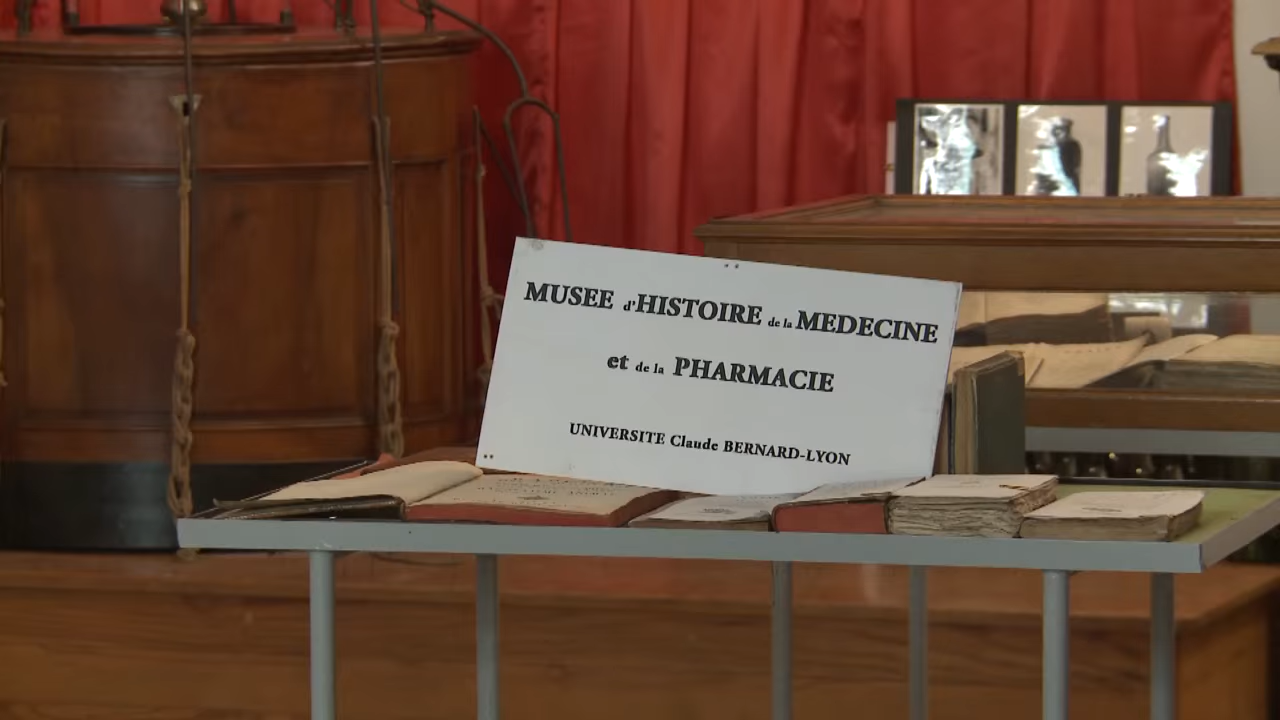 MUSEE d'HISTOIRE de la MEDECINE
et de la PHARMACIE
UNIVERSITE Claude BERNARD-LYON